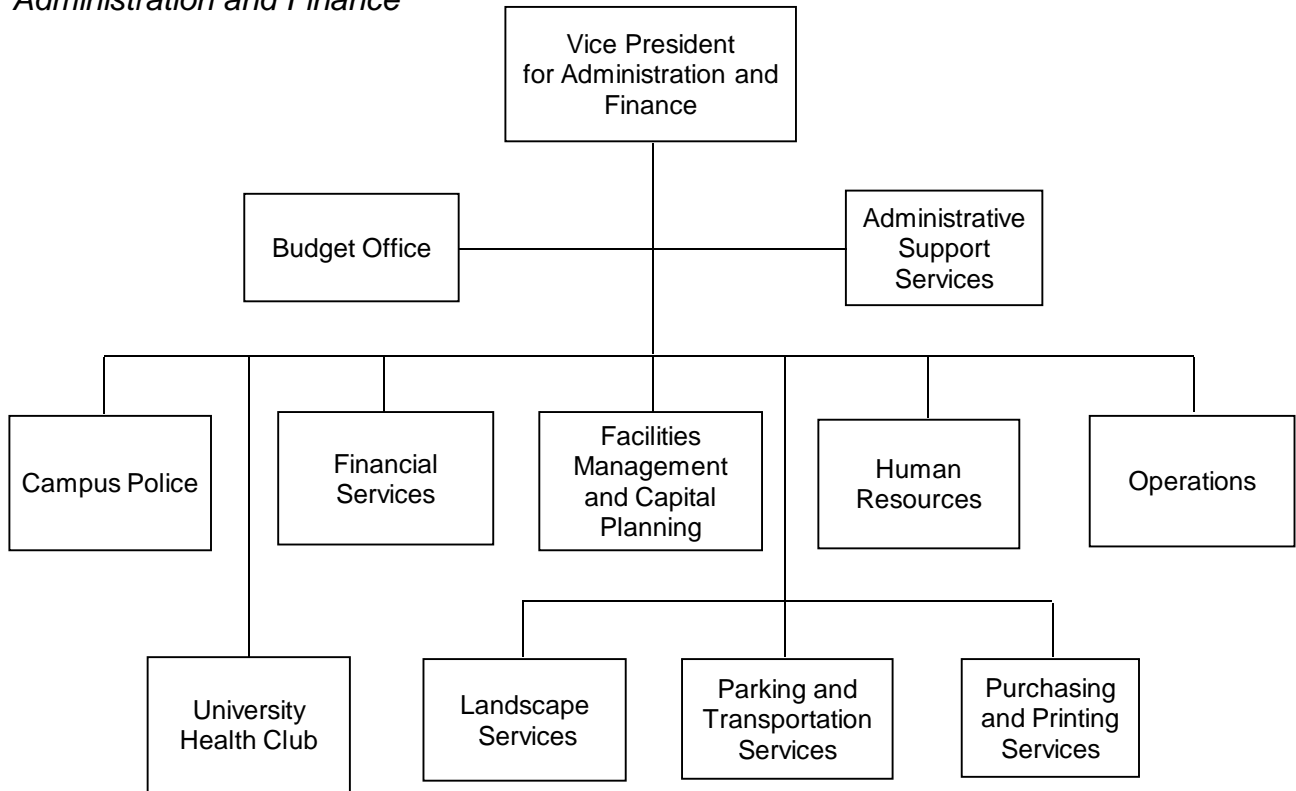 Administration and Finance
Vice President
for Administration and
Finance
Budget Office
Administrative
Support
Services
Campus Police
Financial
Services
Facilities
Management
and Capital
Planning
Human
Resources
Operations
University
Health Club
Landscape
Services
Parking and
Transportation
Services
Purchasing
and Printing
Services